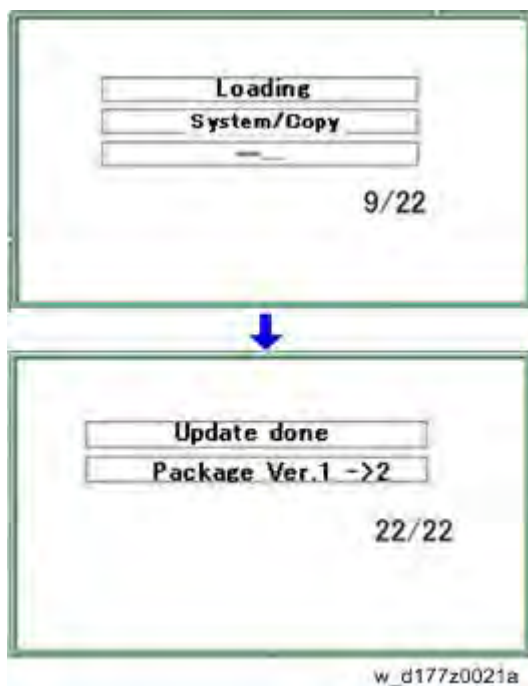 Loading
System/Copy
9/22
Update done
Package Ver.1 ->2
22/22
w_d177z0021a